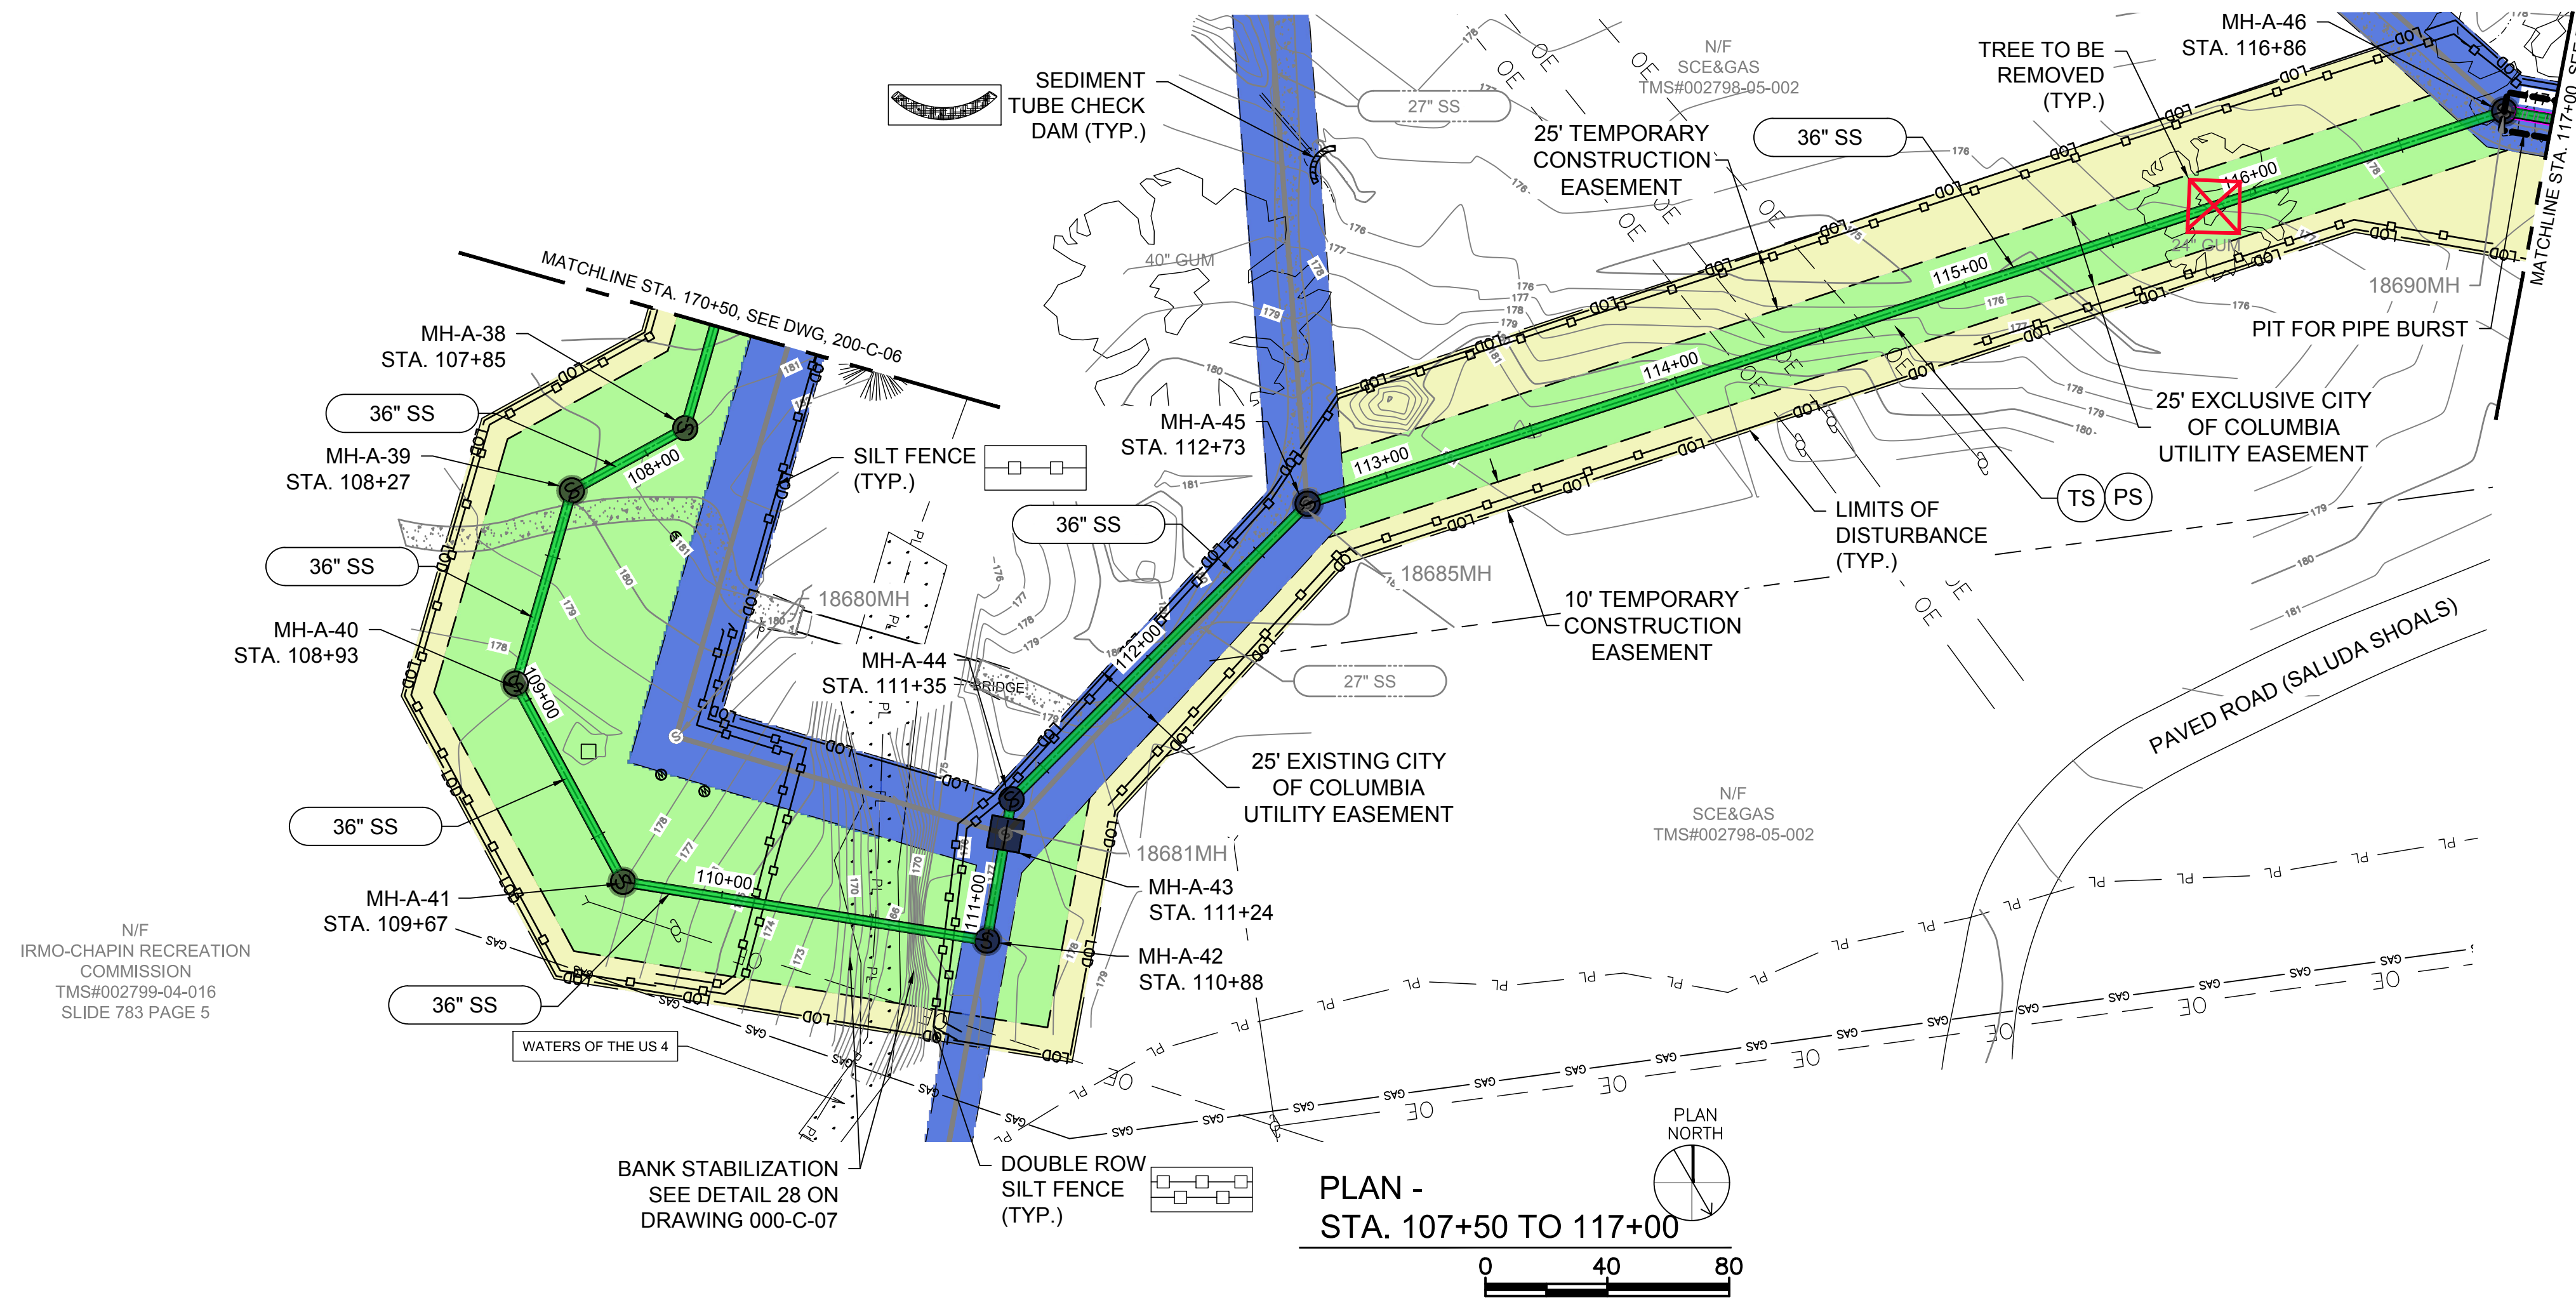 MH-A-46
STA. 116+86
TREE TO BE
REMOVED
(TYP.)
N/F
SCE&GAS
TMS#002798-05-002
SEDIMENT
TUBE CHECK
DAM (TYP.)
27" SS
25' TEMPORARY
CONSTRUCTION
EASEMENT
36" SS
MATCHLINE STA. 117+00, SEE
116+00
24" GUM
40" GUM
115+00
18690MH
PIT FOR PIPE BURST
MATCHLINE STA. 170+50, SEE DWG, 200-C-06
MH-A-38
STA. 107+85
36" SS
MH-A-39
STA. 108+27
108+00
SILT FENCE
(TYP.)
MH-A-45
STA. 112+73
114+00
113+00
25' EXCLUSIVE CITY
OF COLUMBIA
UTILITY EASEMENT
TS
PS
36" SS
LIMITS OF
DISTURBANCE
(TYP.)
36" SS
18685MH
18680MH
10' TEMPORARY
CONSTRUCTION
EASEMENT
PAVED ROAD (SALUDA SHOALS)
MH-A-40
STA. 108+93
109+00
MH-A-44
STA. 111+35
BRIDGE
112+00
27" SS
25' EXISTING CITY
OF COLUMBIA
UTILITY EASEMENT
N/F
SCE&GAS
TMS#002798-05-002
36" SS
18681MH
MH-A-43
STA. 111+24
110+00
111+00
MH-A-41
STA. 109+67
MH-A-42
STA. 110+88
N/F
IRMO-CHAPIN RECREATION
COMMISSION
TMS#002799-04-016
SLIDE 783 PAGE 5
36" SS
WATERS OF THE US 4
BANK STABILIZATION
SEE DETAIL 28 ON
DRAWING 000-C-07
DOUBLE ROW
SILT FENCE
(TYP.)
PLAN
NORTH
PLAN -
STA. 107+50 TO 117+00
0 40 80